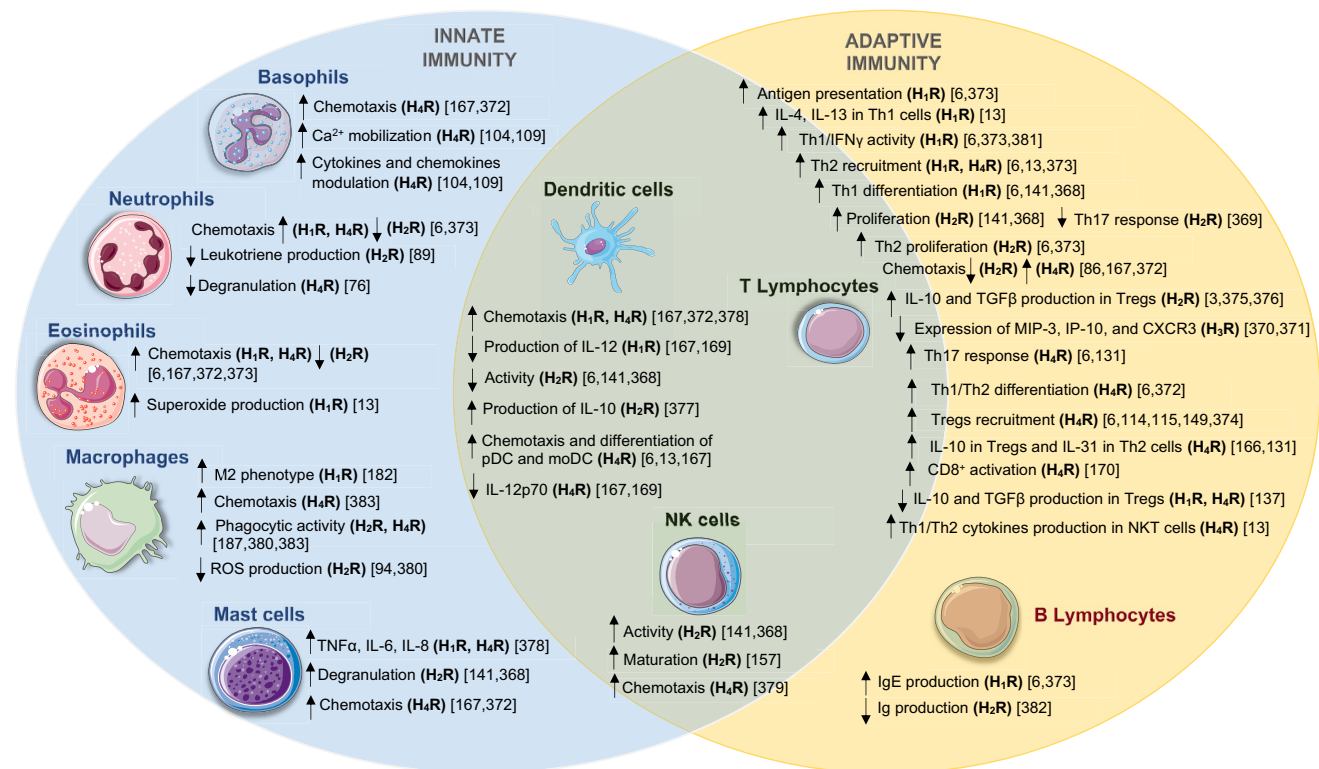 INNATE
IMMUNITY
Basophils
↑ Chemotaxis (H₄R) [167,372]
↑ Ca²⁺ mobilization (H₄R) [104,109]
↑ Cytokines and chemokines
modulation (H₄R) [104,109]
Neutrophils
Chemotaxis ↑ (H₁R, H₄R) ↓ (H₂R) [6,373]
↓ Leukotriene production (H₂R) [89]
↓ Degranulation (H₄R) [76]
Eosinophils
↑ Chemotaxis (H₁R, H₄R) ↓ (H₂R)
[6,167,372,373]
↑ Superoxide production (H₁R) [13]
Macrophages
↑ M2 phenotype (H₁R) [182]
↑ Chemotaxis (H₄R) [383]
↑ Phagocytic activity (H₂R, H₄R)
[187,380,383]
↓ ROS production (H₂R) [94,380]
Mast cells
↑ TNFα, IL-6, IL-8 (H₁R, H₄R) [378]
↑ Degranulation (H₂R) [141,368]
↑ Chemotaxis (H₄R) [167,372]
Dendritic cells
↑ Chemotaxis (H₁R, H₄R) [167,372,378]
↓ Production of IL-12 (H₁R) [167,169]
↓ Activity (H₂R) [6,141,368]
↑ Production of IL-10 (H₂R) [377]
↑ Chemotaxis and differentiation of
pDC and moDC (H₄R) [6,13,167]
↓ IL-12p70 (H₄R) [167,169]
NK cells
↑ Activity (H₂R) [141,368]
↑ Maturation (H₂R) [157]
↑ Chemotaxis (H₄R) [379]
ADAPTIVE
IMMUNITY
↑ Antigen presentation (H₁R) [6,373]
↑ IL-4, IL-13 in Th1 cells (H₁R) [13]
↑ Th1/IFNγ activity (H₁R) [6,373,381]
↑ Th2 recruitment (H₁R, H₄R) [6,13,373]
↑ Th1 differentiation (H₁R) [6,141,368]
↑ Proliferation (H₂R) [141,368] ↓ Th17 response (H₂R) [369]
↑ Th2 proliferation (H₂R) [6,373]
Chemotaxis ↓ (H₂R) ↑ (H₄R) [86,167,372]
T Lymphocytes
↑ IL-10 and TGFβ production in Tregs (H₂R) [3,375,376]
↓ Expression of MIP-3, IP-10, and CXCR3 (H₃R) [370,371]
↑ Th17 response (H₄R) [6,131]
↑ Th1/Th2 differentiation (H₄R) [6,372]
↑ Tregs recruitment (H₄R) [6,114,115,149,374]
↑ IL-10 in Tregs and IL-31 in Th2 cells (H₄R) [166,131]
↑ CD8⁺ activation (H₄R) [170]
↓ IL-10 and TGFβ production in Tregs (H₁R, H₄R) [137]
↑ Th1/Th2 cytokines production in NKT cells (H₄R) [13]
B Lymphocytes
↑ IgE production (H₁R) [6,373]
↓ Ig production (H₂R) [382]